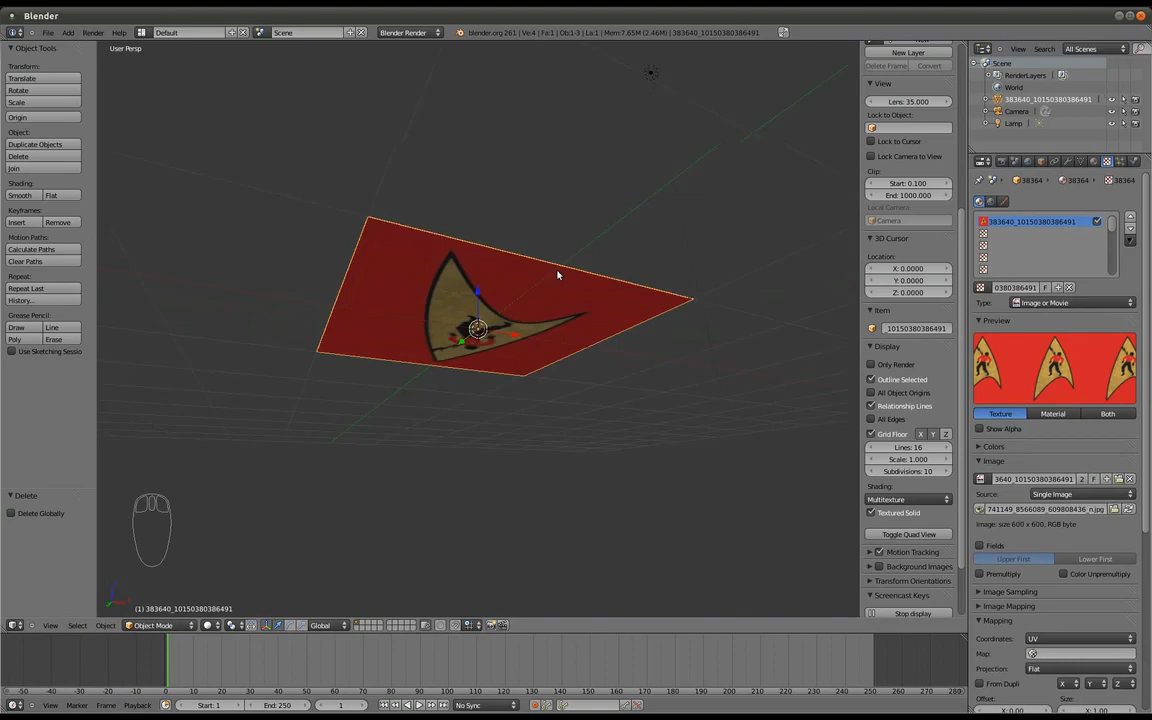 Blender
File Add Render Help Default Scene Blender Render blender.org 261 | Ve:4 | Fa:1 | Ob:1-3 | La:1 | Mem:7.65M (2.46M) | 383640_10150380386491
Object Tools
Transform:
Translate
Rotate
Scale
Origin
Object:
Duplicate Objects
Delete
Join
Shading:
Smooth Flat
Keyframes:
Insert Remove
Motion Paths:
Calculate Paths
Clear Paths
Repeat:
Repeat Last
History...
Grease Pencil:
Draw Line
Poly Erase
Use Sketching Sessio
Delete
Delete Globally
User Persp
(1) 383640_10150380386491
New Layer
Delete Frame Convert
View
Lens: 35.000
Lock to Object:
Lock to Cursor
Lock Camera to View
Clip:
Start: 0.100
End: 1000.000
Local Camera:
Camera
3D Cursor
Location:
X: 0.0000
Y: 0.0000
Z: 0.0000
Item
10150380386491
Display
Only Render
Outline Selected
All Object Origins
Relationship Lines
All Edges
Grid Floor X Y Z
Lines: 16
Scale: 1.000
Subdivisions: 10
Shading:
Multitexture
Textured Solid
Toggle Quad View
Motion Tracking
Background Images
Transform Orientations
Screencast Keys
Stop display
View Search All Scenes
Scene
RenderLayers
World
383640_10150380386491
Camera
Lamp
38364 38364 38364
383640_10150380386491
0380386491 F
Type: Image or Movie
Preview
Texture Material Both
Show Alpha
Colors
Image
3640_10150380386491 2 F
Source: Single Image
741149_8566089_609808436_n.jpg
Image: size 600 x 600, RGB byte
Fields
Upper First Lower First
Premultiply Color Unpremultiply
Image Sampling
Image Mapping
Mapping
Coordinates: UV
Map:
Projection: Flat
From Dupli X Y Z
Offset: Size:
X: 0.00 X: 1.00
View Select Object Object Mode Global
-50 -40 -30 -20 -10 0 10 20 30 40 50 60 70 80 90 100 110 120 130 140 150 160 170 180 190 200 210 220 230 240 250 260 270 280
View Marker Frame Playback Start: 1 End: 250 1 No Sync